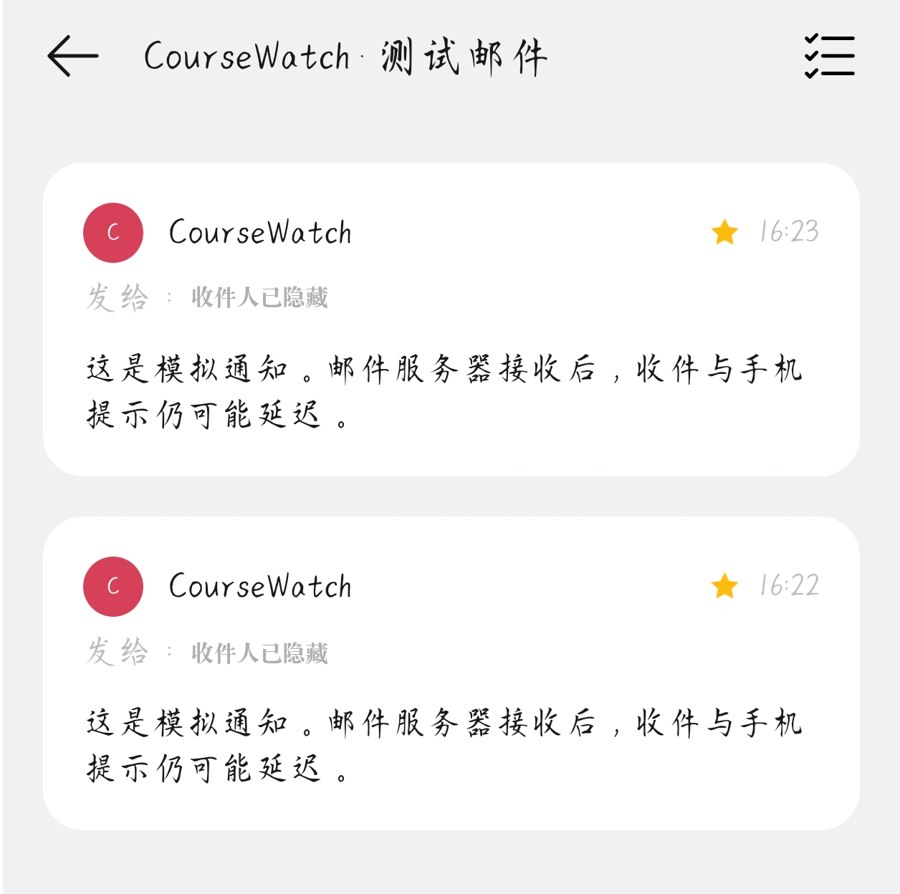 CourseWatch · 测试邮件
C CourseWatch 16:23
发给 : 收件人已隐藏
这是模拟通知。邮件服务器接收后，收件与手机
提示仍可能延迟。
C CourseWatch 16:22
发给 : 收件人已隐藏
这是模拟通知。邮件服务器接收后，收件与手机
提示仍可能延迟。